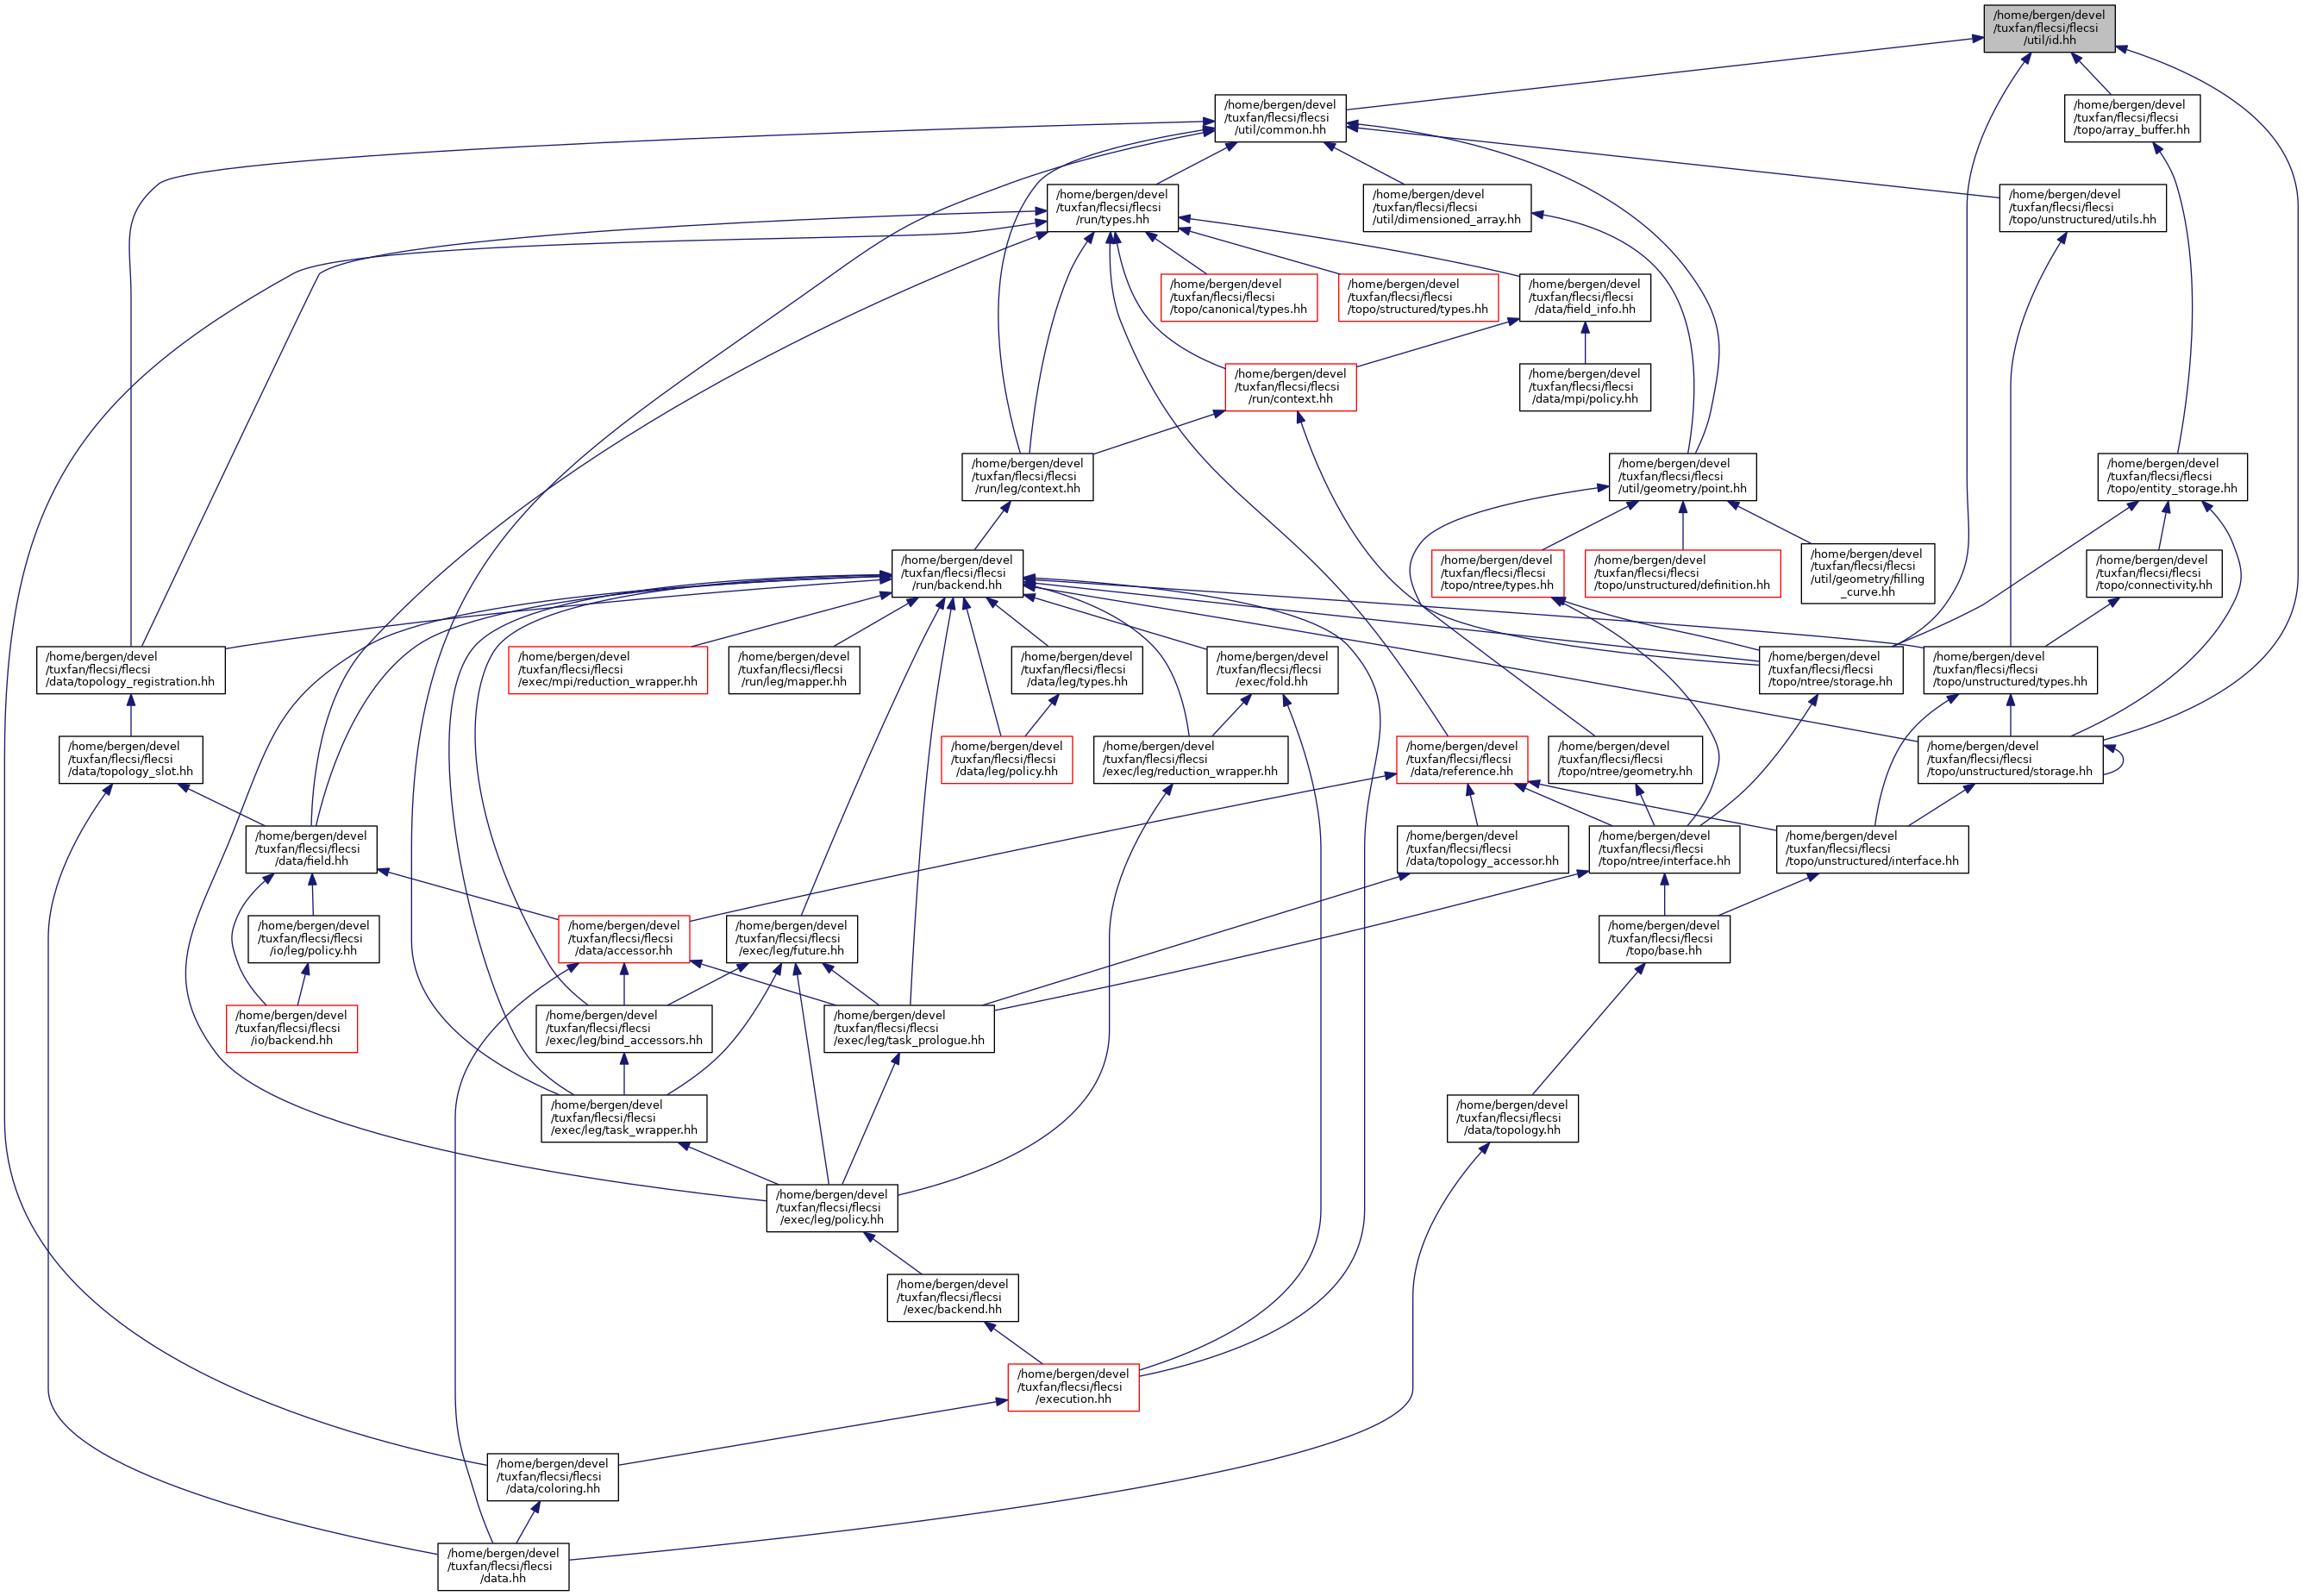 /home/bergen/devel
/tuxfan/flecsi/flecsi
/util/id.hh
/home/bergen/devel
/tuxfan/flecsi/flecsi
/util/common.hh
/home/bergen/devel
/tuxfan/flecsi/flecsi
/topo/array_buffer.hh
/home/bergen/devel
/tuxfan/flecsi/flecsi
/run/types.hh
/home/bergen/devel
/tuxfan/flecsi/flecsi
/util/dimensioned_array.hh
/home/bergen/devel
/tuxfan/flecsi/flecsi
/topo/unstructured/utils.hh
/home/bergen/devel
/tuxfan/flecsi/flecsi
/topo/canonical/types.hh
/home/bergen/devel
/tuxfan/flecsi/flecsi
/topo/structured/types.hh
/home/bergen/devel
/tuxfan/flecsi/flecsi
/data/field_info.hh
/home/bergen/devel
/tuxfan/flecsi/flecsi
/run/context.hh
/home/bergen/devel
/tuxfan/flecsi/flecsi
/data/mpi/policy.hh
/home/bergen/devel
/tuxfan/flecsi/flecsi
/run/leg/context.hh
/home/bergen/devel
/tuxfan/flecsi/flecsi
/util/geometry/point.hh
/home/bergen/devel
/tuxfan/flecsi/flecsi
/topo/entity_storage.hh
/home/bergen/devel
/tuxfan/flecsi/flecsi
/run/backend.hh
/home/bergen/devel
/tuxfan/flecsi/flecsi
/topo/ntree/types.hh
/home/bergen/devel
/tuxfan/flecsi/flecsi
/topo/unstructured/definition.hh
/home/bergen/devel
/tuxfan/flecsi/flecsi
/util/geometry/filling
_curve.hh
/home/bergen/devel
/tuxfan/flecsi/flecsi
/topo/connectivity.hh
/home/bergen/devel
/tuxfan/flecsi/flecsi
/data/topology_registration.hh
/home/bergen/devel
/tuxfan/flecsi/flecsi
/exec/mpi/reduction_wrapper.hh
/home/bergen/devel
/tuxfan/flecsi/flecsi
/run/leg/mapper.hh
/home/bergen/devel
/tuxfan/flecsi/flecsi
/data/leg/types.hh
/home/bergen/devel
/tuxfan/flecsi/flecsi
/exec/fold.hh
/home/bergen/devel
/tuxfan/flecsi/flecsi
/topo/ntree/storage.hh
/home/bergen/devel
/tuxfan/flecsi/flecsi
/topo/unstructured/types.hh
/home/bergen/devel
/tuxfan/flecsi/flecsi
/data/topology_slot.hh
/home/bergen/devel
/tuxfan/flecsi/flecsi
/data/leg/policy.hh
/home/bergen/devel
/tuxfan/flecsi/flecsi
/exec/leg/reduction_wrapper.hh
/home/bergen/devel
/tuxfan/flecsi/flecsi
/data/reference.hh
/home/bergen/devel
/tuxfan/flecsi/flecsi
/topo/ntree/geometry.hh
/home/bergen/devel
/tuxfan/flecsi/flecsi
/topo/unstructured/storage.hh
/home/bergen/devel
/tuxfan/flecsi/flecsi
/data/field.hh
/home/bergen/devel
/tuxfan/flecsi/flecsi
/data/topology_accessor.hh
/home/bergen/devel
/tuxfan/flecsi/flecsi
/topo/ntree/interface.hh
/home/bergen/devel
/tuxfan/flecsi/flecsi
/topo/unstructured/interface.hh
/home/bergen/devel
/tuxfan/flecsi/flecsi
/io/leg/policy.hh
/home/bergen/devel
/tuxfan/flecsi/flecsi
/data/accessor.hh
/home/bergen/devel
/tuxfan/flecsi/flecsi
/exec/leg/future.hh
/home/bergen/devel
/tuxfan/flecsi/flecsi
/topo/base.hh
/home/bergen/devel
/tuxfan/flecsi/flecsi
/io/backend.hh
/home/bergen/devel
/tuxfan/flecsi/flecsi
/exec/leg/bind_accessors.hh
/home/bergen/devel
/tuxfan/flecsi/flecsi
/exec/leg/task_prologue.hh
/home/bergen/devel
/tuxfan/flecsi/flecsi
/exec/leg/task_wrapper.hh
/home/bergen/devel
/tuxfan/flecsi/flecsi
/data/topology.hh
/home/bergen/devel
/tuxfan/flecsi/flecsi
/exec/leg/policy.hh
/home/bergen/devel
/tuxfan/flecsi/flecsi
/exec/backend.hh
/home/bergen/devel
/tuxfan/flecsi/flecsi
/execution.hh
/home/bergen/devel
/tuxfan/flecsi/flecsi
/data/coloring.hh
/home/bergen/devel
/tuxfan/flecsi/flecsi
/data.hh